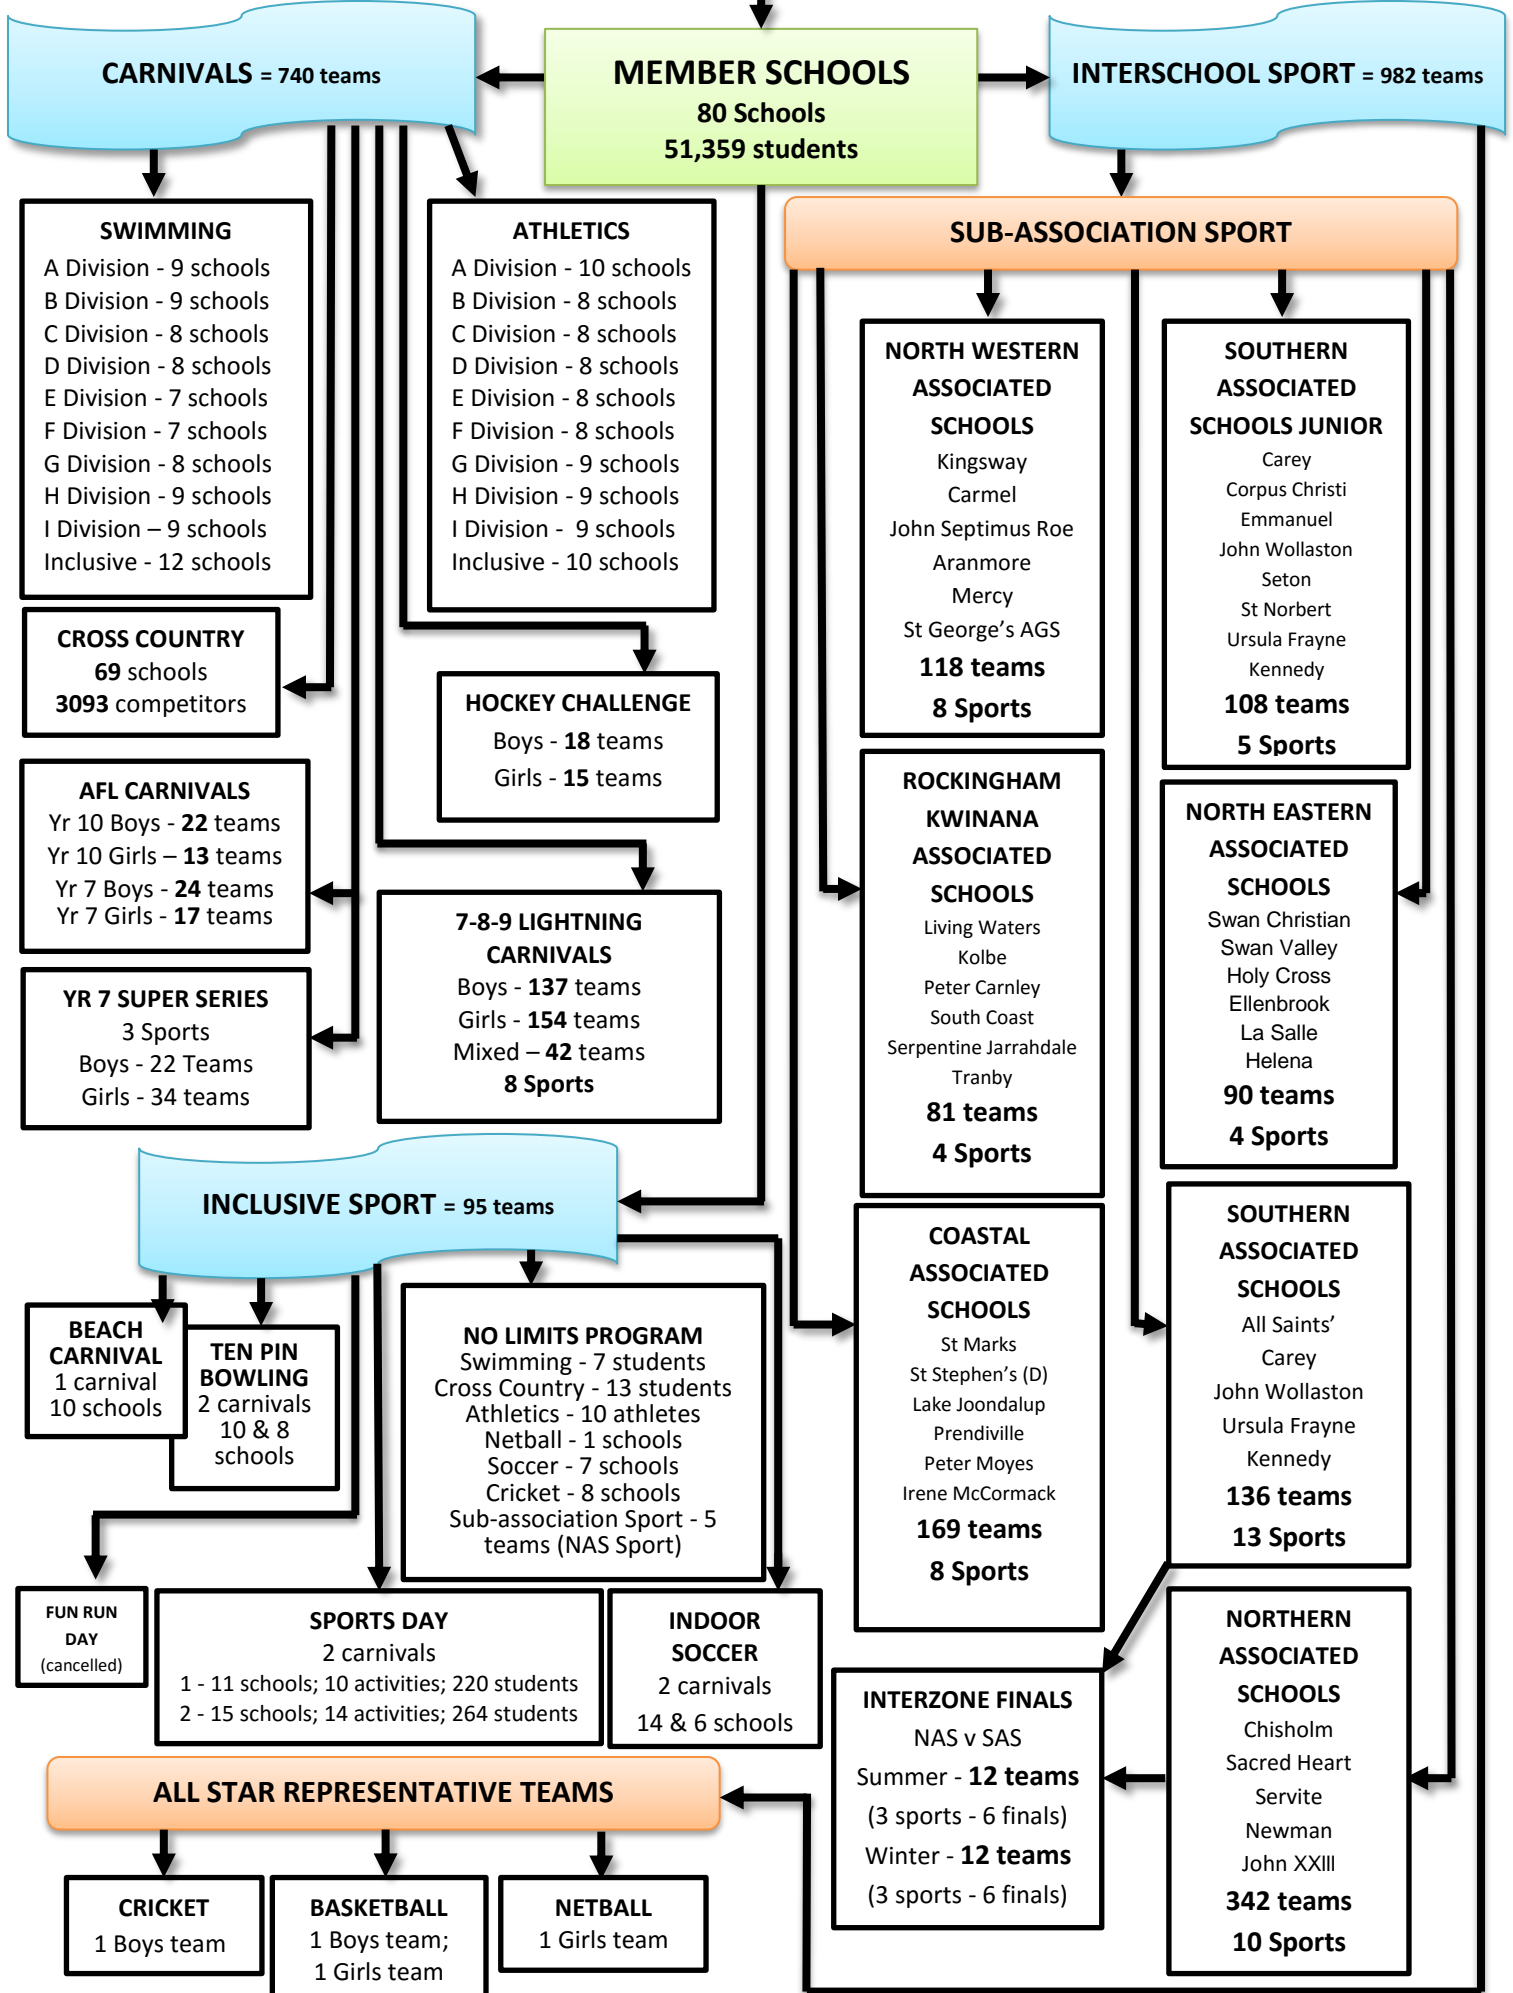 CARNIVALS = 740 teams
MEMBER SCHOOLS
80 Schools
51,359 students
INTERSCHOOL SPORT = 982 teams
SWIMMING
A Division - 9 schools
B Division - 9 schools
C Division - 8 schools
D Division - 8 schools
E Division - 7 schools
F Division - 7 schools
G Division - 8 schools
H Division - 9 schools
I Division – 9 schools
Inclusive - 12 schools
ATHLETICS
A Division - 10 schools
B Division - 8 schools
C Division - 8 schools
D Division - 8 schools
E Division - 8 schools
F Division - 8 schools
G Division - 9 schools
H Division - 9 schools
I Division -  9 schools
Inclusive - 10 schools
CROSS COUNTRY
69 schools
3093 competitors
HOCKEY CHALLENGE
Boys - 18 teams
Girls - 15 teams
AFL CARNIVALS
Yr 10 Boys - 22 teams
Yr 10 Girls – 13 teams
Yr 7 Boys - 24 teams
Yr 7 Girls - 17 teams
7-8-9 LIGHTNING
CARNIVALS
Boys - 137 teams
Girls - 154 teams
Mixed – 42 teams
8 Sports
YR 7 SUPER SERIES
3 Sports
Boys - 22 Teams
Girls - 34 teams
SUB-ASSOCIATION SPORT
NORTH WESTERN
ASSOCIATED
SCHOOLS
Kingsway
Carmel
John Septimus Roe
Aranmore
Mercy
St George’s AGS
118 teams
8 Sports
SOUTHERN
ASSOCIATED
SCHOOLS JUNIOR
Carey
Corpus Christi
Emmanuel
John Wollaston
Seton
St Norbert
Ursula Frayne
Kennedy
108 teams
5 Sports
ROCKINGHAM
KWINANA
ASSOCIATED
SCHOOLS
Living Waters
Kolbe
Peter Carnley
South Coast
Serpentine Jarrahdale
Tranby
81 teams
4 Sports
NORTH EASTERN
ASSOCIATED
SCHOOLS
Swan Christian
Swan Valley
Holy Cross
Ellenbrook
La Salle
Helena
90 teams
4 Sports
COASTAL
ASSOCIATED
SCHOOLS
St Marks
St Stephen’s (D)
Lake Joondalup
Prendiville
Peter Moyes
Irene McCormack
169 teams
8 Sports
SOUTHERN
ASSOCIATED
SCHOOLS
All Saints’
Carey
John Wollaston
Ursula Frayne
Kennedy
136 teams
13 Sports
INTERZONE FINALS
NAS v SAS
Summer - 12 teams
(3 sports - 6 finals)
Winter - 12 teams
(3 sports - 6 finals)
NORTHERN
ASSOCIATED
SCHOOLS
Chisholm
Sacred Heart
Servite
Newman
John XXIII
342 teams
10 Sports
INCLUSIVE SPORT = 95 teams
BEACH
CARNIVAL
1 carnival
10 schools
TEN PIN
BOWLING
2 carnivals
10 & 8
schools
NO LIMITS PROGRAM
Swimming - 7 students
Cross Country - 13 students
Athletics - 10 athletes
Netball - 1 schools
Soccer - 7 schools
Cricket - 8 schools
Sub-association Sport - 5
teams (NAS Sport)
FUN RUN
DAY
(cancelled)
SPORTS DAY
2 carnivals
1 - 11 schools; 10 activities; 220 students
2 - 15 schools; 14 activities; 264 students
INDOOR
SOCCER
2 carnivals
14 & 6 schools
ALL STAR REPRESENTATIVE TEAMS
CRICKET
1 Boys team
BASKETBALL
1 Boys team;
1 Girls team
NETBALL
1 Girls team